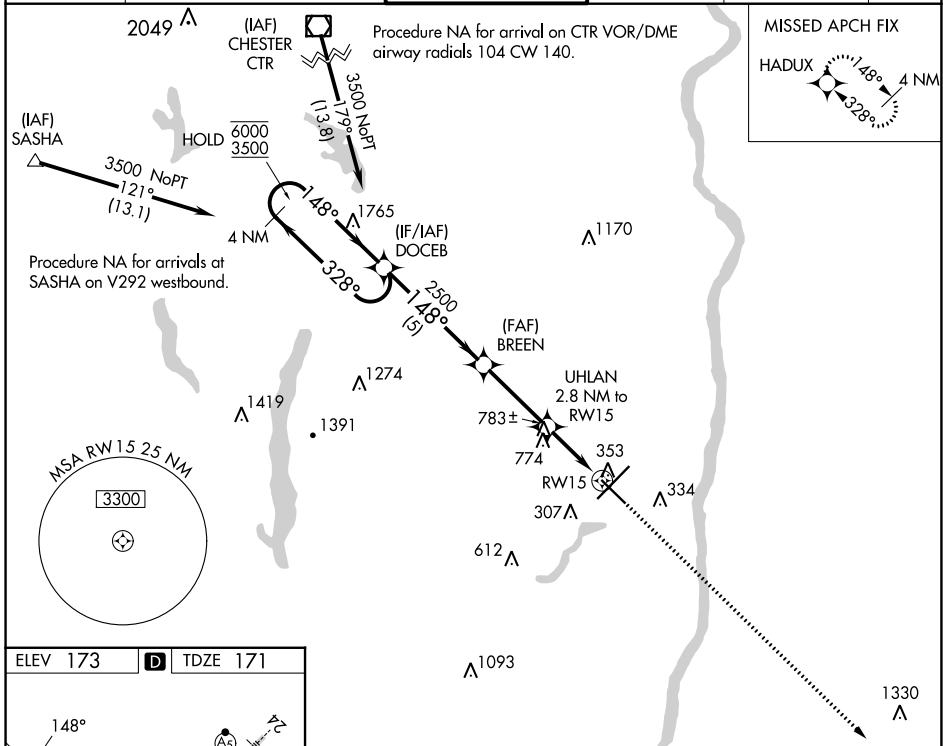 2049
(IAF)
CHESTER
CTR
Procedure NA for arrival on CTR VOR/DME
airway radials 104 CW 140.
MISSED APCH FIX
HADUX
148°
4 NM
328°
3500 NoPT
179°
(13.8)
(IAF)
SASHA
HOLD
6000
3500
3500 NoPT
121°
(13.1)
148°
1765
4 NM
(IF/IAF)
DOCEB
1170
328°
Procedure NA for arrivals at
SASHA on V292 westbound.
2500
148°
(5)
(FAF)
BREEN
1274
UHLAN
2.8 NM to
RW15
1419
783±
1391
774
353
MSA RW15 25 NM
RW15
334
3300
307
612
ELEV 173
D
TDZE 171
1093
1330
148°
A5
24